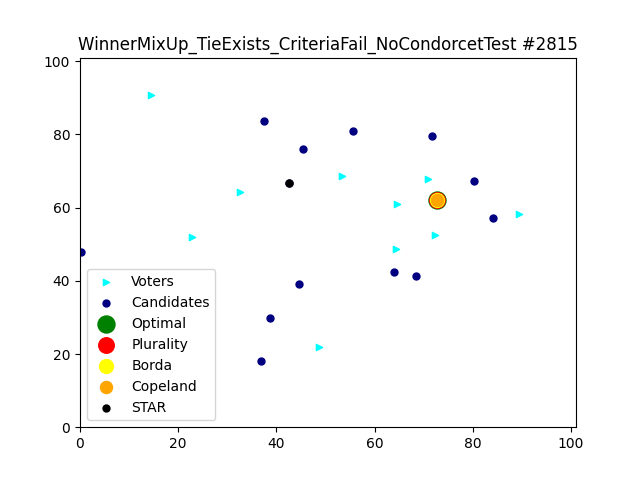 WinnerMixUp_TieExists_CriteriaFail_NoCondorcetTest #2815
100
80
60
40
20
0
Voters
Candidates
Optimal
Plurality
Borda
Copeland
STAR
0 20 40 60 80 100